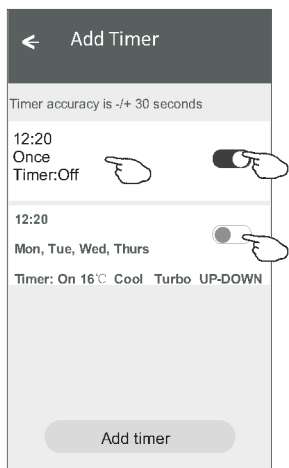 Add Timer
Timer accuracy is -/+ 30 seconds
12:20
Once
Timer:Off
12:20
Mon, Tue, Wed, Thurs
Timer: On 16℃ Cool Turbo UP-DOWN
Add timer